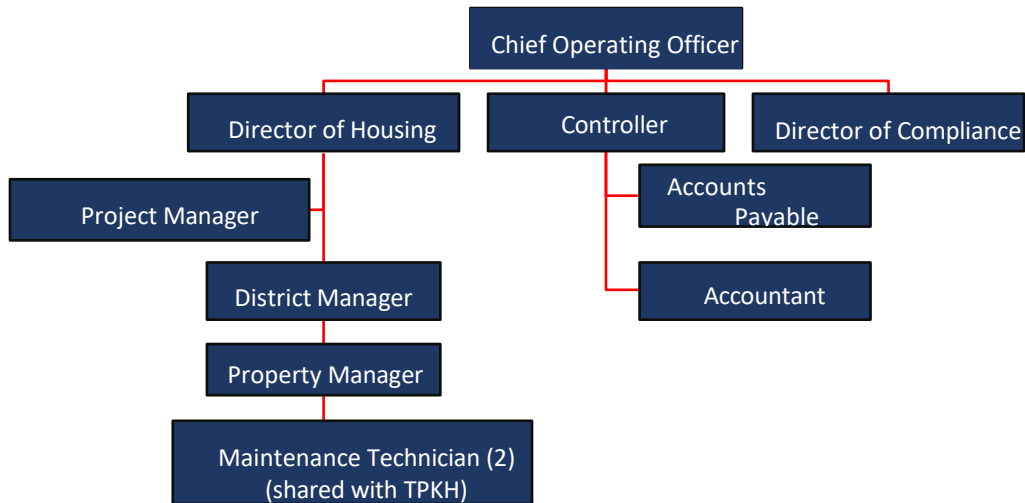 Chief Operating Officer
Director of Housing
Controller
Director of Compliance
Project Manager
Accounts
Payable
District Manager
Accountant
Property Manager
Maintenance Technician (2)
(shared with TPKH)